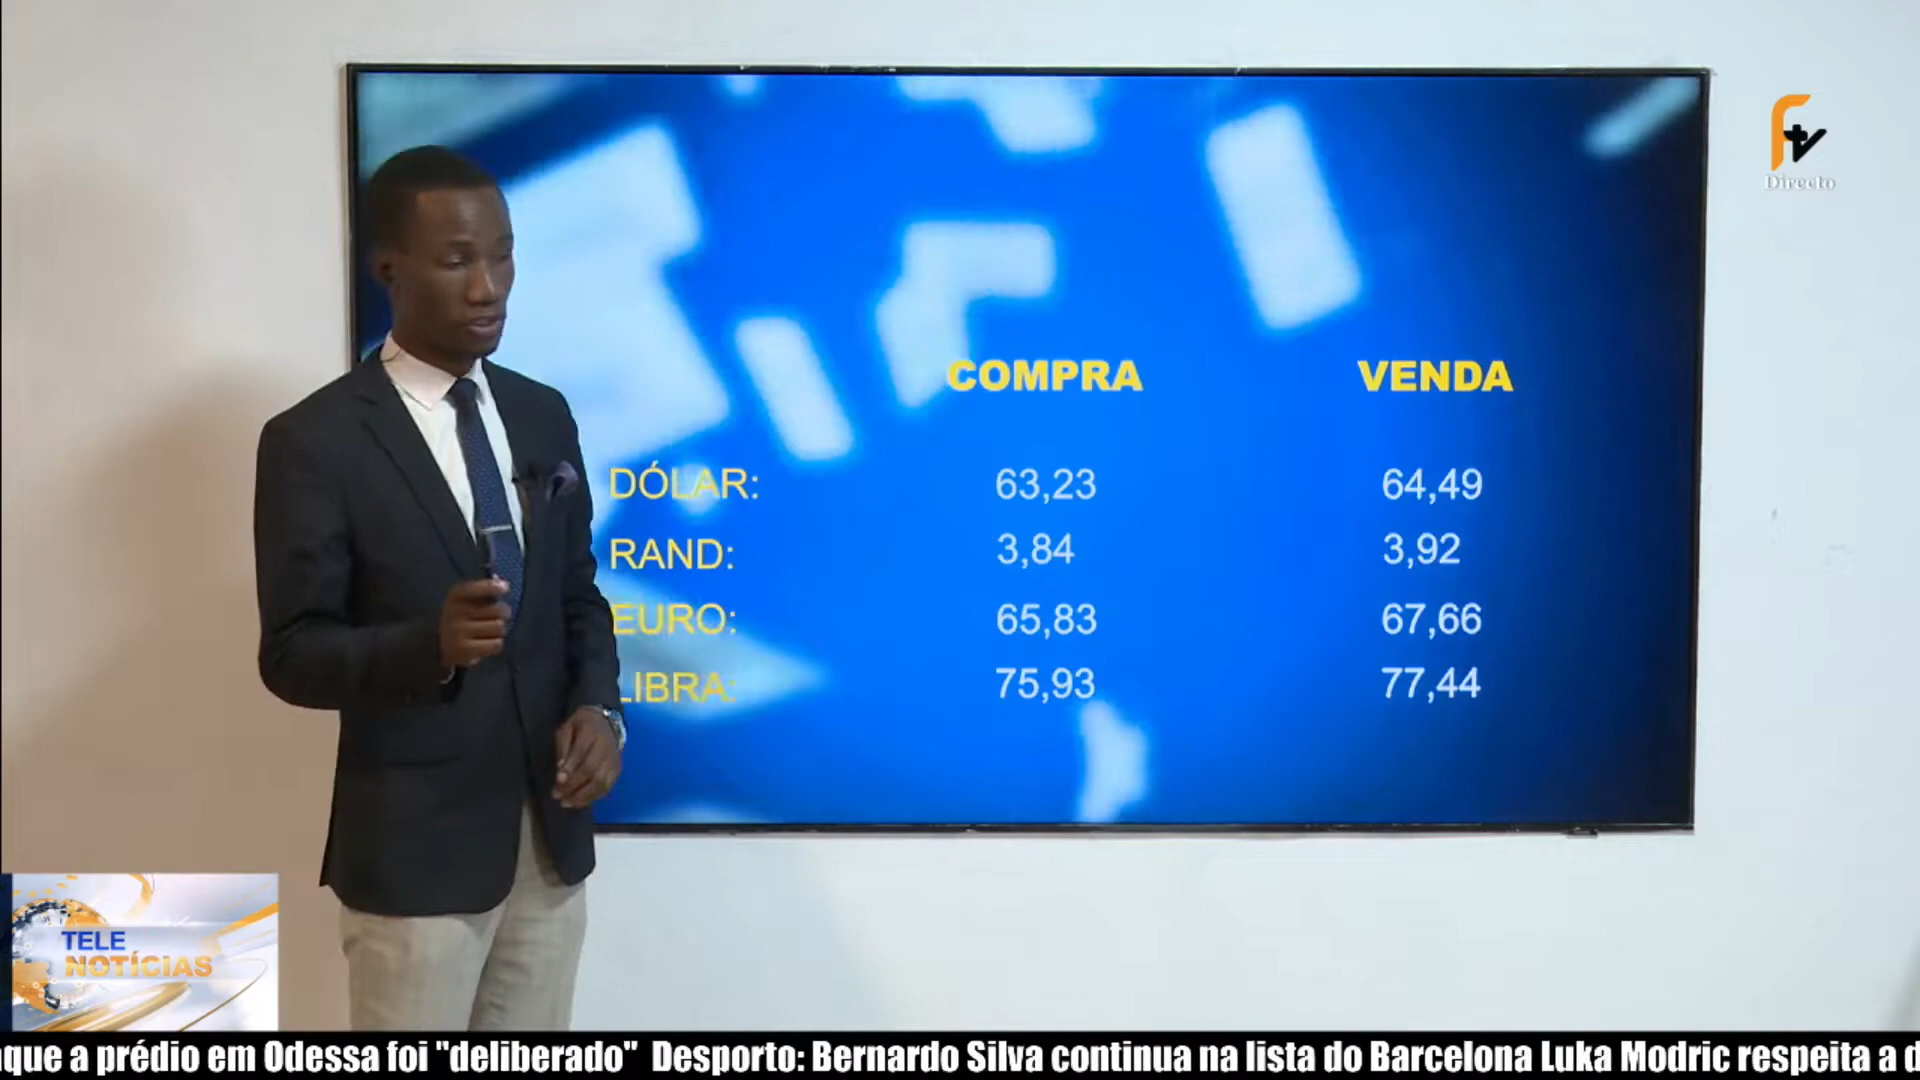 Ftv
Directo
COMPRA VENDA
DÓLAR: 63,23 64,49
RAND: 3,84 3,92
EURO: 65,83 67,66
LIBRA: 75,93 77,44
TELE
NOTÍCIAS
que a prédio em Odessa foi "deliberado" Desporto: Bernardo Silva continua na lista do Barcelona Luka Modric respeita a